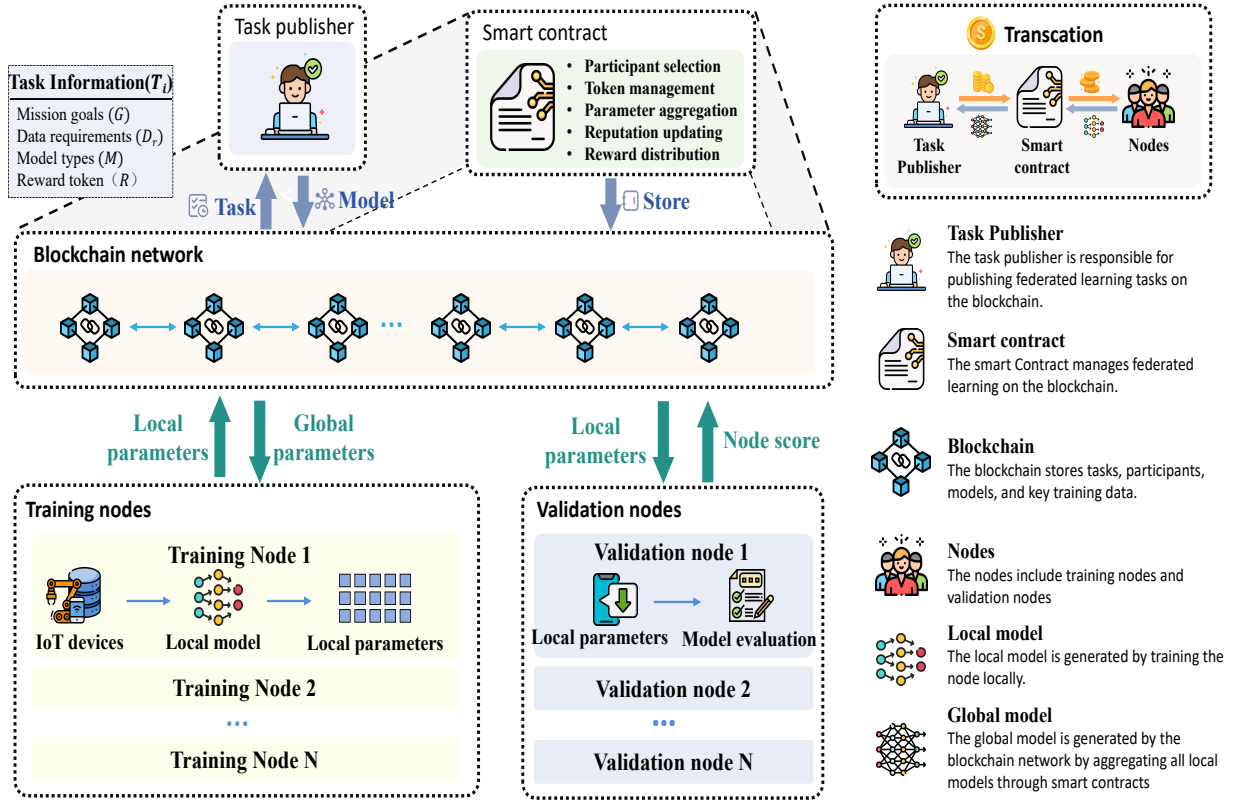 Task publisher
Task Information(T_i)
Mission goals (G)
Data requirements (D_r)
Model types (M)
Reward token（R）
Smart contract
• Participant selection
• Token management
• Parameter aggregation
• Reputation updating
• Reward distribution
Task
<
Model
Store
Blockchain network
...
Local
parameters
Global
parameters
Local
parameters
Node score
Training nodes
Training Node 1
IoT devices
Local model
Local parameters
Training Node 2
...
Training Node N
Validation nodes
Validation node 1
Local parameters
Model evaluation
Validation node 2
...
Validation node N
$
Transcation
Task
Publisher
Smart
contract
Nodes
Task Publisher
The task publisher is responsible for
publishing federated learning tasks on
the blockchain.
Smart contract
The smart Contract manages federated
learning on the blockchain.
Blockchain
The blockchain stores tasks, participants,
models, and key training data.
Nodes
The nodes include training nodes and
validation nodes
Local model
The local model is generated by training the
node locally.
Global model
The global model is generated by the
blockchain network by aggregating all local
models through smart contracts